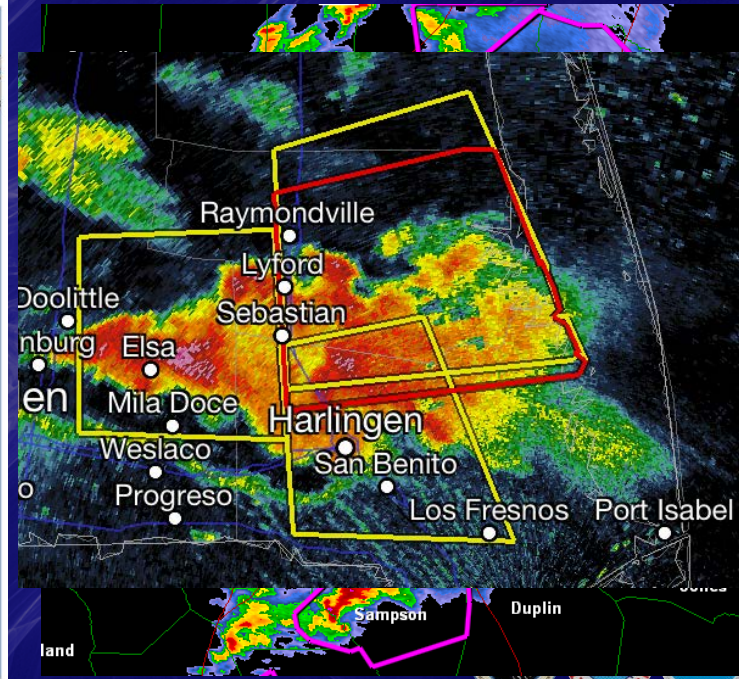 Raymondville
Lyford
Doolittle
Sebastian
nburg
Elsa
en
Mila Doce
Harlingen
Weslaco
San Benito
o
Progreso
Los Fresnos
Port Isabel
Sampson
Duplin
land